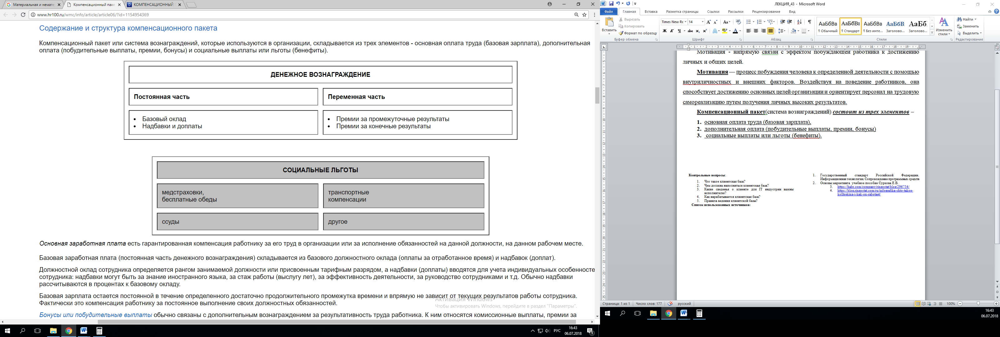 Материальная и немате
Компенсационный паке
КОМПЕНСАЦИОННЫЙ
www.hr100.ru/wmc/info/article/article06/?id=1154954369
Содержание и структура компенсационного пакета
Компенсационный пакет или система вознаграждений, которые используются в организации, складывается из трех элементов - основная оплата труда (базовая зарплата), дополнительная
оплата (побудительные выплаты, премии, бонусы) и социальные выплаты или льготы (бенефиты).
ДЕНЕЖНОЕ ВОЗНАГРАЖДЕНИЕ
Постоянная часть
Переменная часть
• Базовый оклад
• Надбавки и доплаты
• Премии за промежуточные результаты
• Премии за конечные результаты
СОЦИАЛЬНЫЕ ЛЬГОТЫ
медстраховки,
бесплатные обеды
транспортные
компенсации
ссуды
другое
Основная заработная плата есть гарантированная компенсация работнику за его труд в организации или за исполнение обязанностей на данной должности, на данном рабочем месте.
Базовая заработная плата (постоянная часть денежного вознаграждения) складывается из базового должностного оклада (оплаты за отработанное время) и надбавок (доплат).
Должностной оклад сотрудника определяется рангом занимаемой должности или присвоенным тарифным разрядом, а надбавки (доплаты) вводятся для учета индивидуальных особенносте
сотрудника: надбавки могут быть за знание иностранного языка, за стаж работы (выслугу лет), за эффективность деятельности, за руководство сотрудниками и т.д. Обычно надбавки
рассчитываются в процентах к базовому окладу.
Базовая зарплата остается постоянной в течение определенного достаточно продолжительного промежутка времени и впрямую не зависит от текущих результатов работы сотрудника.
Фактически это компенсация работнику за постоянное выполнение своих должностных обязанностей.
Активация Windows
Чтобы активировать Windows, перейдите в раздел "Параметры".
Бонусы или побудительные выплаты обычно связаны с дополнительным вознаграждением за результативность труда работника. К ним относятся комиссионные выплаты, премии за
РУС
16:43
06.07.2018
1
ЛЕКЦИЯ_43 - Microsoft Word
Файл Главная Вставка Разметка страницы Ссылки Рассылки Рецензирование Вид
Вставить
Вырезать
Копировать
Формат по образцу
Буфер обмена
Times New Rc 14
Ж К Ч abc x₂ x²
Шрифт
Абзац
АаБбВв АаБбВв АаБбВв АаБбВ АаБб
¶ Обычный ¶ Стандарт ¶ Без инте... Заголово... Заголово...
Стили
Изменить
стили
Найти
Заменить
Выделить
Редактирование
Мотивация - напрямую связан с эффектом побуждающей работника к достижению
личных и общих целей.
Мотивация — процесс побуждения человека к определенной деятельности с помощью
внутриличностных и внешних факторов. Воздействуя на поведение работников, она
способствует достижению основных целей организации и ориентирует персонал на трудовую
самореализацию путем получения личных высоких результатов.
Компенсационный пакет(система вознаграждений) состоит из трех элементов –
1. основная оплата труда (базовая зарплата),
2. дополнительная оплата (побудительные выплаты, премии, бонусы)
3. социальные выплаты или льготы (бенефиты).
Контрольные вопросы:
1. Что такое клиентская база?
2. Чем должна наполняться клиентская база?
3. Какие сведенья о клиенте для IT индустрии важны
исполнителю?
4. Как нарабатывается клиентская база?
5. Правила ведения клиентской базы?
Список использованных источников:
1. Государственный стандарт Российской Федерации.
Информационная технология. Сопровождение программных средств
2. Основы маркетинга учебное пособие Суркова Е.В.
3. https://habr.com/company/ringostat/blog/296754/
4. https://blog.ringostat.com/ru/infografika-chto-takoe-
kolltreking-i-kak-on-rabotaet/
Страница: 1 из 1 Число слов: 177 русский 100%
16:43
06.07.2018